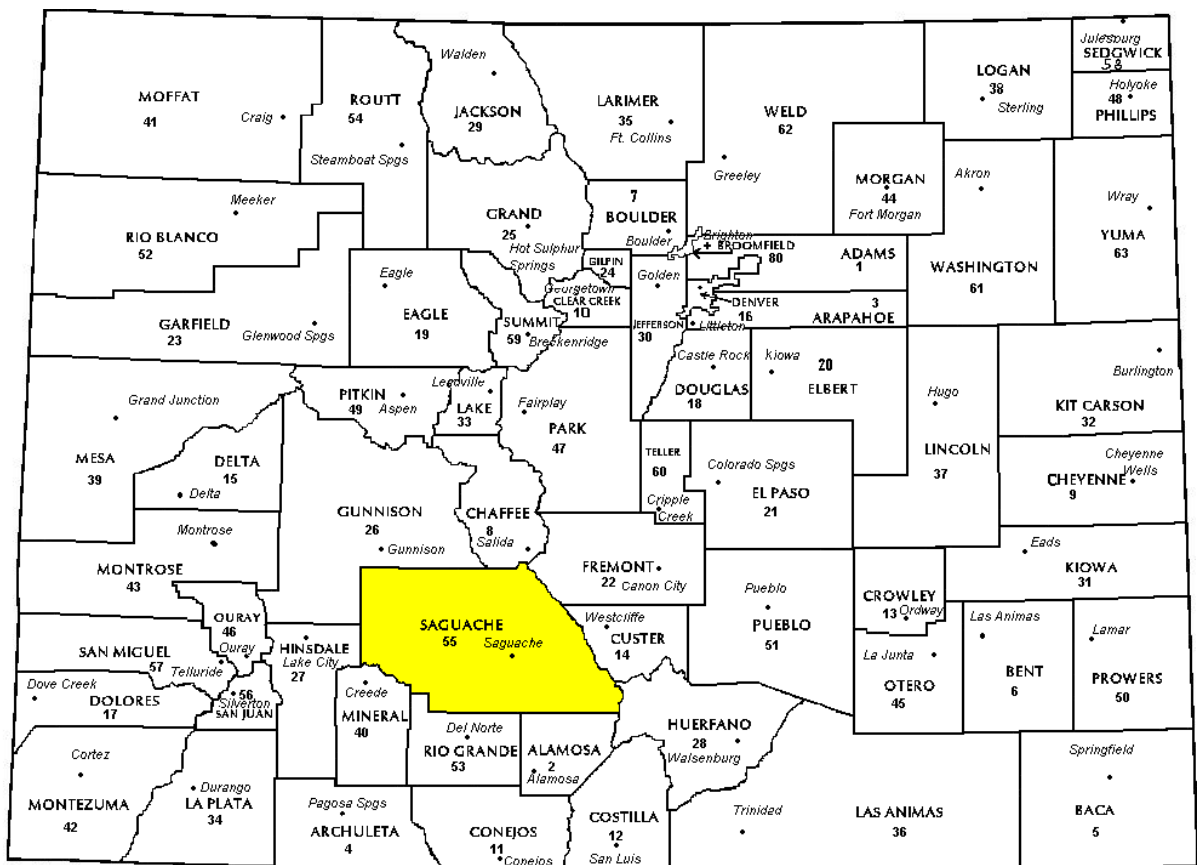 MOFFAT
41
Craig
ROUTT
54
Steamboat Spgs
Walden
JACKSON
29
LARIMER
35
Ft. Collins
WELD
62
Greeley
LOGAN
38
Sterling
Julesburg
SEDGWICK
58
Holyoke
48
PHILLIPS
MORGAN
44
Fort Morgan
Akron
WASHINGTON
61
Wray
YUMA
63
Meeker
RIO BLANCO
52
GRAND
25
Hot Sulphur
Springs
7
BOULDER
Boulder
Brighton
+ BROOMFIELD
80
ADAMS
1
GILPIN
24
Georgetown
CLEAR CREEK
10
Golden
JEFFERSON
30
DENVER
16
3
ARAPAHOE
Littleton
GARFIELD
23
Glenwood Spgs
Eagle
EAGLE
19
SUMMIT
59
Breckenridge
Castle Rock
DOUGLAS
18
kiowa
20
ELBERT
Hugo
LINCOLN
37
Burlington
KIT CARSON
32
Grand Junction
MESA
39
PITKIN
49
Aspen
Leadville
LAKE
33
Fairplay
PARK
47
TELLER
60
Cripple
Creek
Colorado Spgs
EL PASO
21
Cheyenne
Wells
CHEYENNE
9
DELTA
15
Delta
GUNNISON
26
Gunnison
CHAFFEE
8
Salida
Montrose
MONTROSE
43
FREMONT
22
Canon City
Pueblo
PUEBLO
51
CROWLEY
13
Ordway
Eads
KIOWA
31
OURAY
46
Ouray
HINSDALE
Lake City
27
SAGUACHE
55
Saguache
Westcliffe
CUSTER
14
La Junta
OTERO
45
Las Animas
BENT
6
Lamar
PROWERS
50
SAN MIGUEL
57
Telluride
Dove Creek
DOLORES
17
56
Silverton
SAN JUAN
Creede
MINERAL
40
Del Norte
RIO GRANDE
53
ALAMOSA
2
Alamosa
HUERFANO
28
Walsenburg
Cortez
MONTEZUMA
42
Durango
LA PLATA
34
Pagosa Spgs
ARCHULETA
4
CONEJOS
11
Conejos
COSTILLA
12
San Luis
Trinidad
LAS ANIMAS
36
Springfield
BACA
5